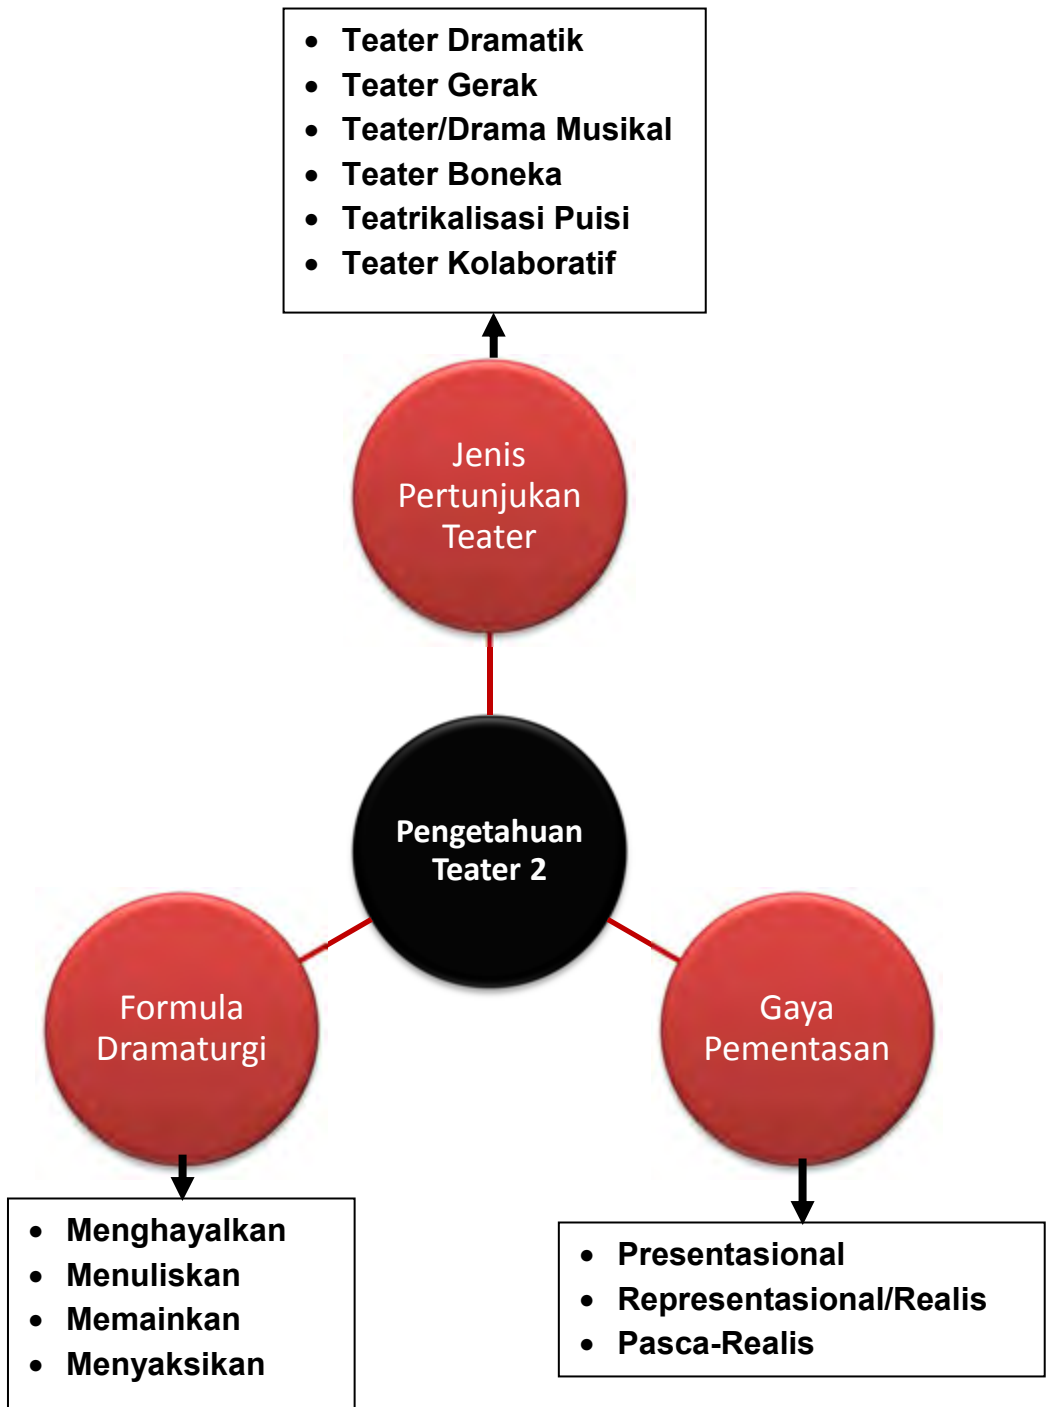 • Teater Dramatik
• Teater Gerak
• Teater/Drama Musikal
• Teater Boneka
• Teatrikalisasi Puisi
• Teater Kolaboratif
Jenis
Pertunjukan
Teater
Pengetahuan
Teater 2
Formula
Dramaturgi
Gaya
Pementasan
• Menghayalkan
• Menuliskan
• Memainkan
• Menyaksikan
• Presentasional
• Representasional/Realis
• Pasca-Realis